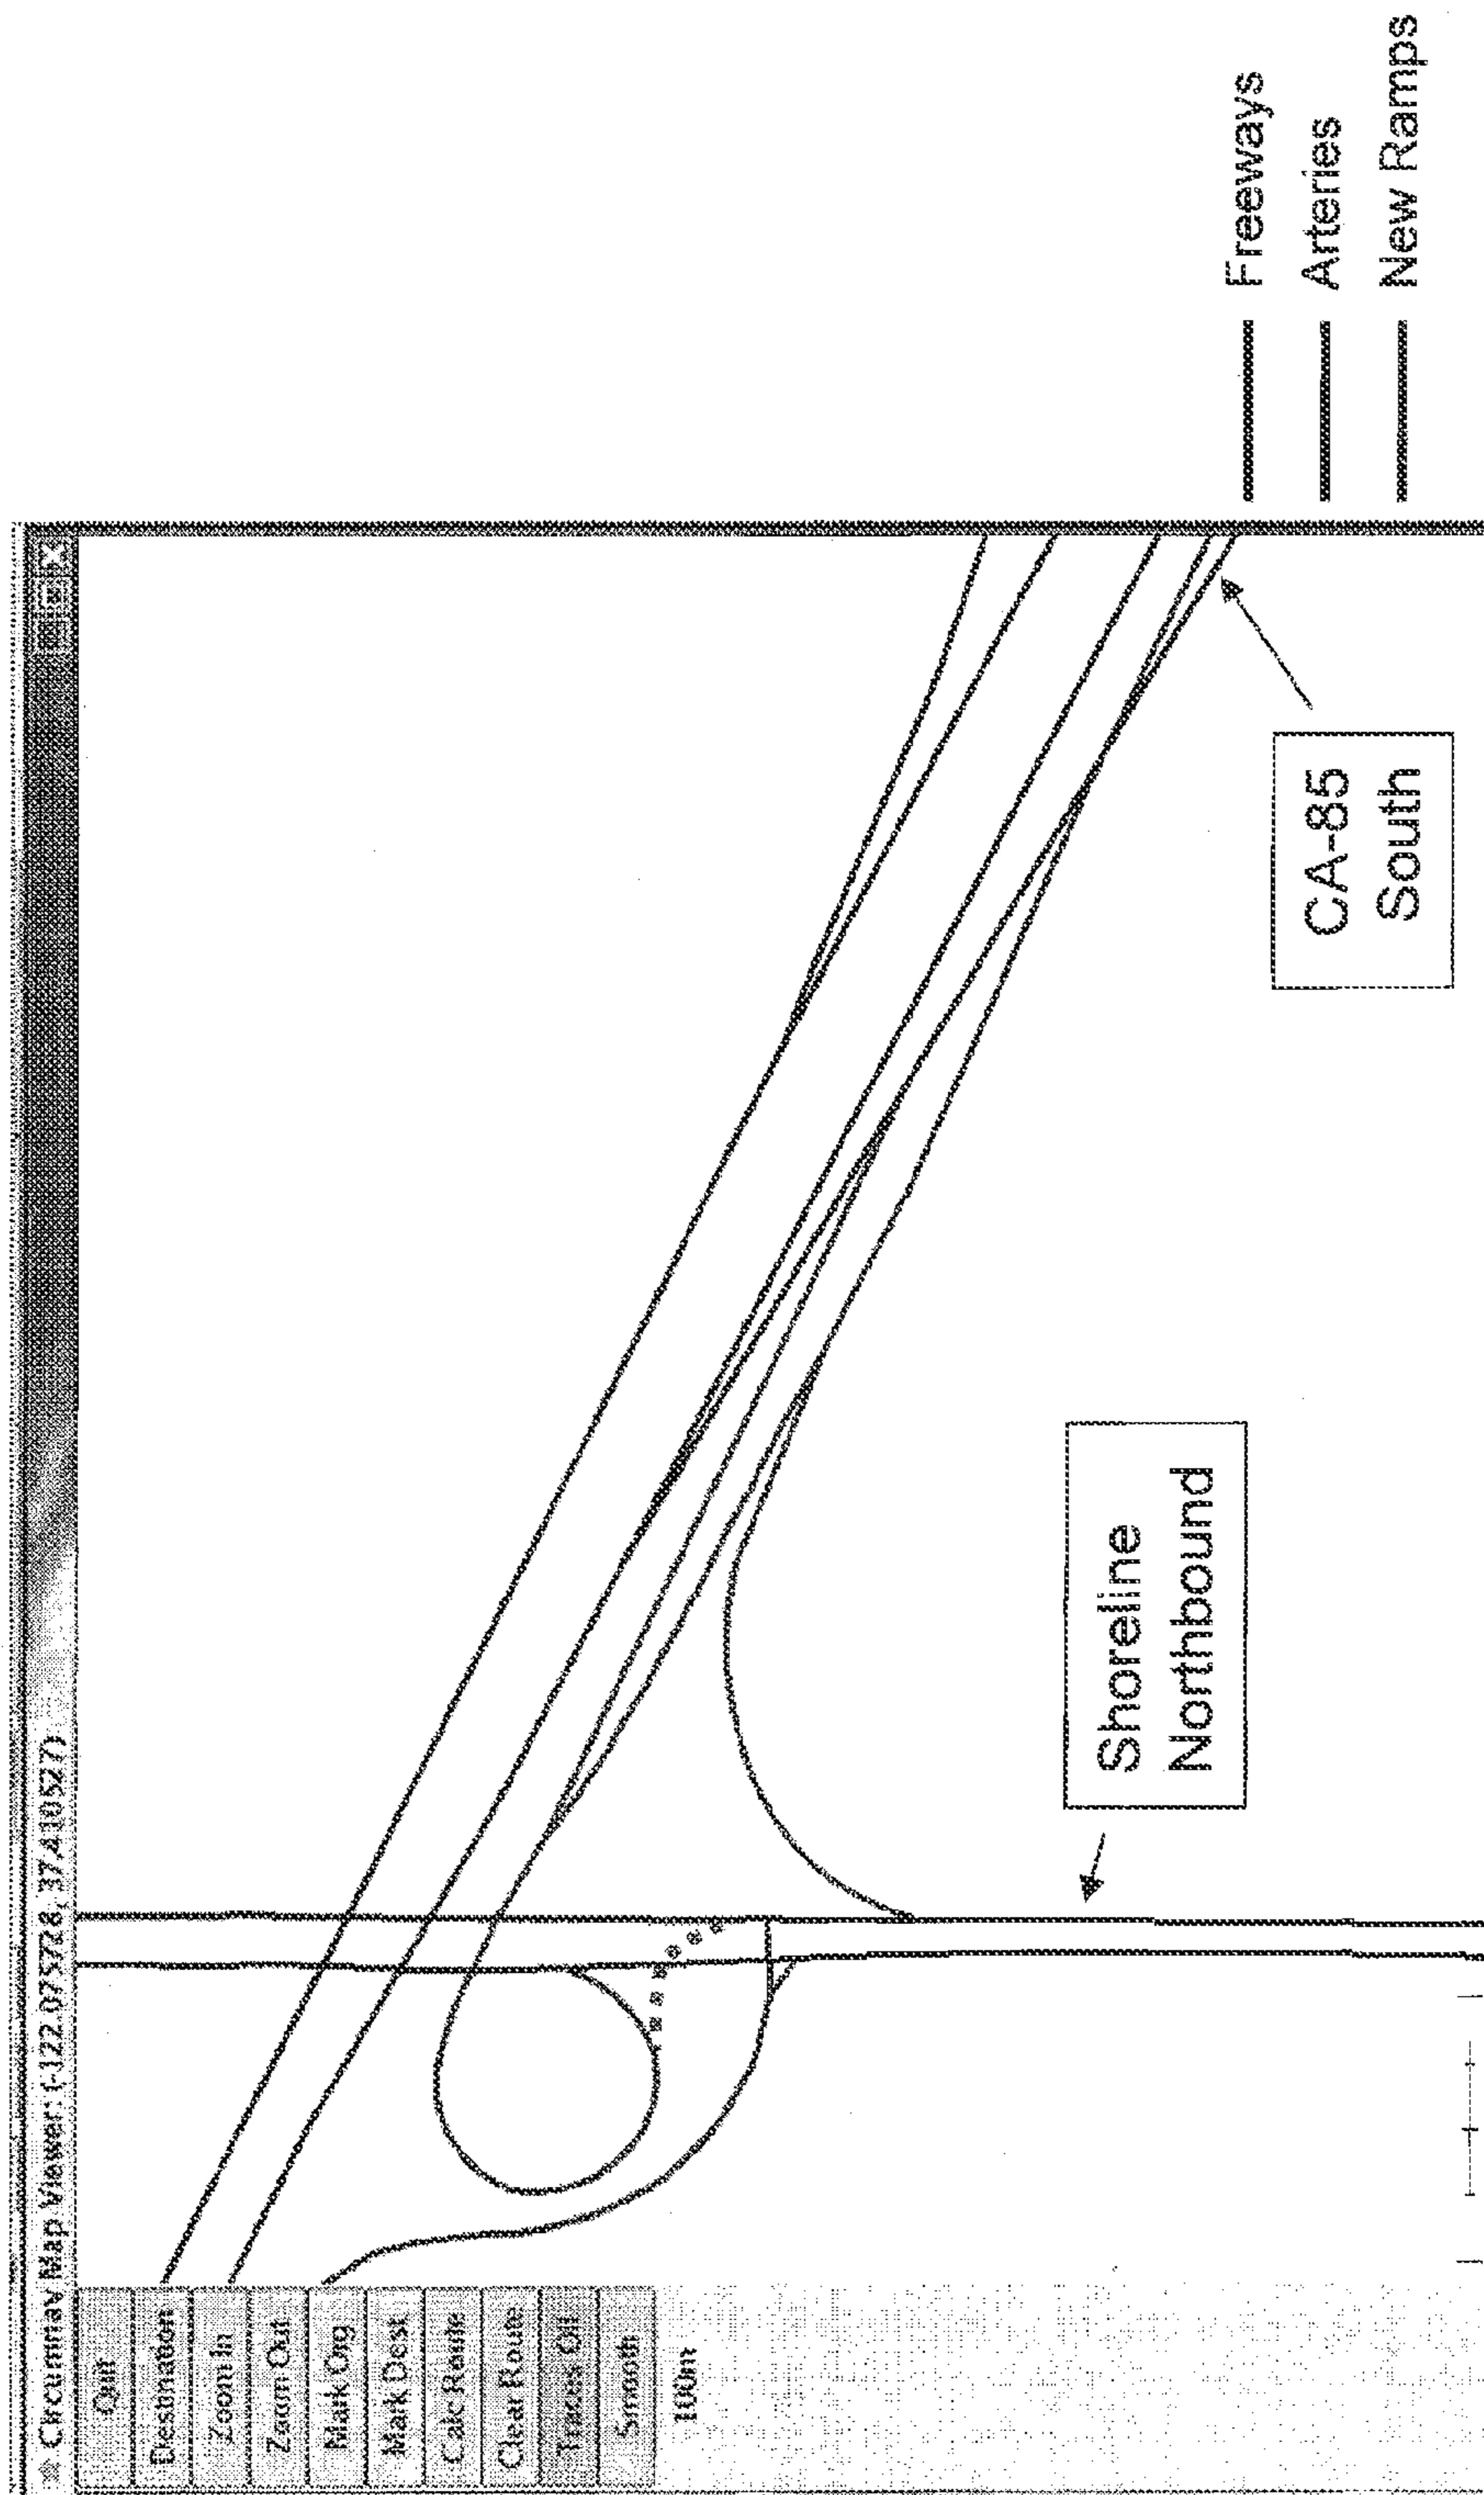 Circumnav Map Viewer: (-122.075728, 37.410527)
Quit
Destination
Zoom In
Zoom Out
Mark Org
Mark Dest
Calc Route
Clear Route
Traces Off
Smooth
100m
Shoreline
Northbound
CA-85
South
Freeways
Arteries
New Ramps